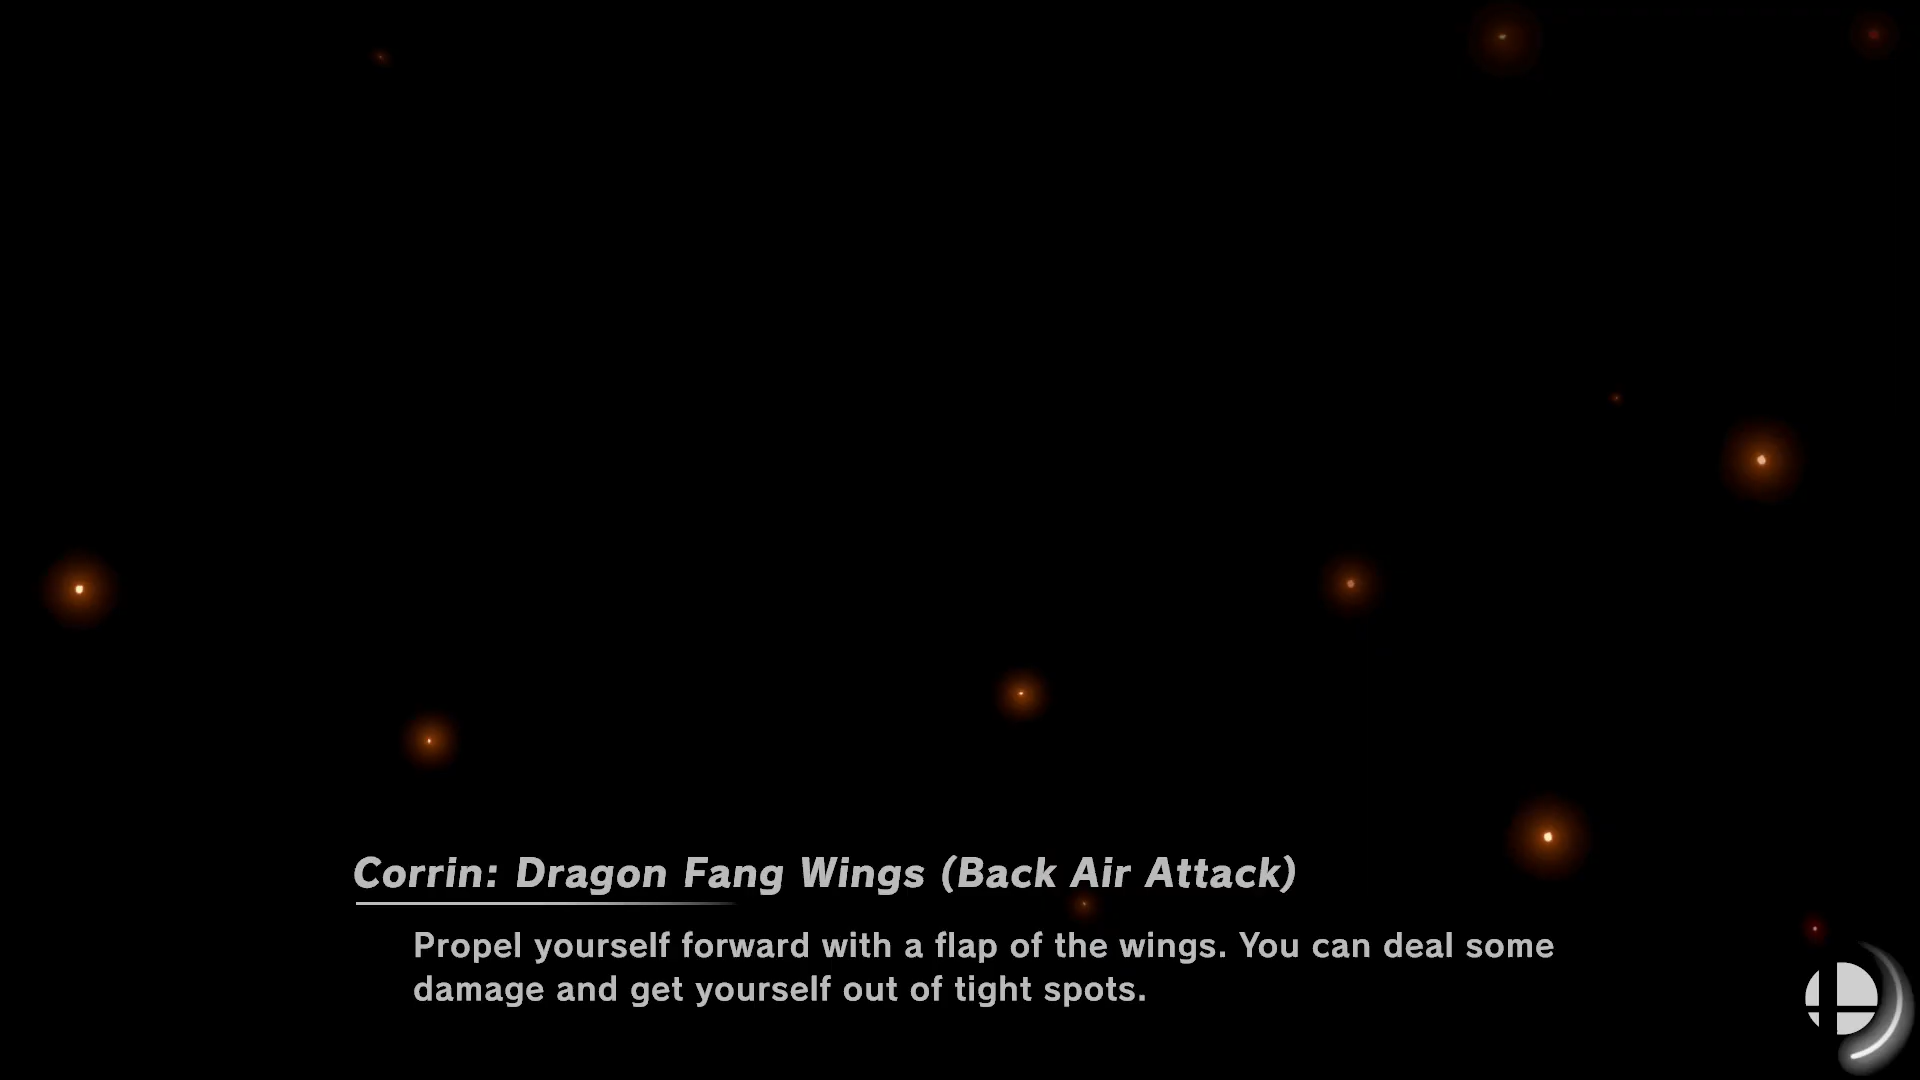 Corrin: Dragon Fang Wings (Back Air Attack)
Propel yourself forward with a flap of the wings. You can deal some
damage and get yourself out of tight spots.